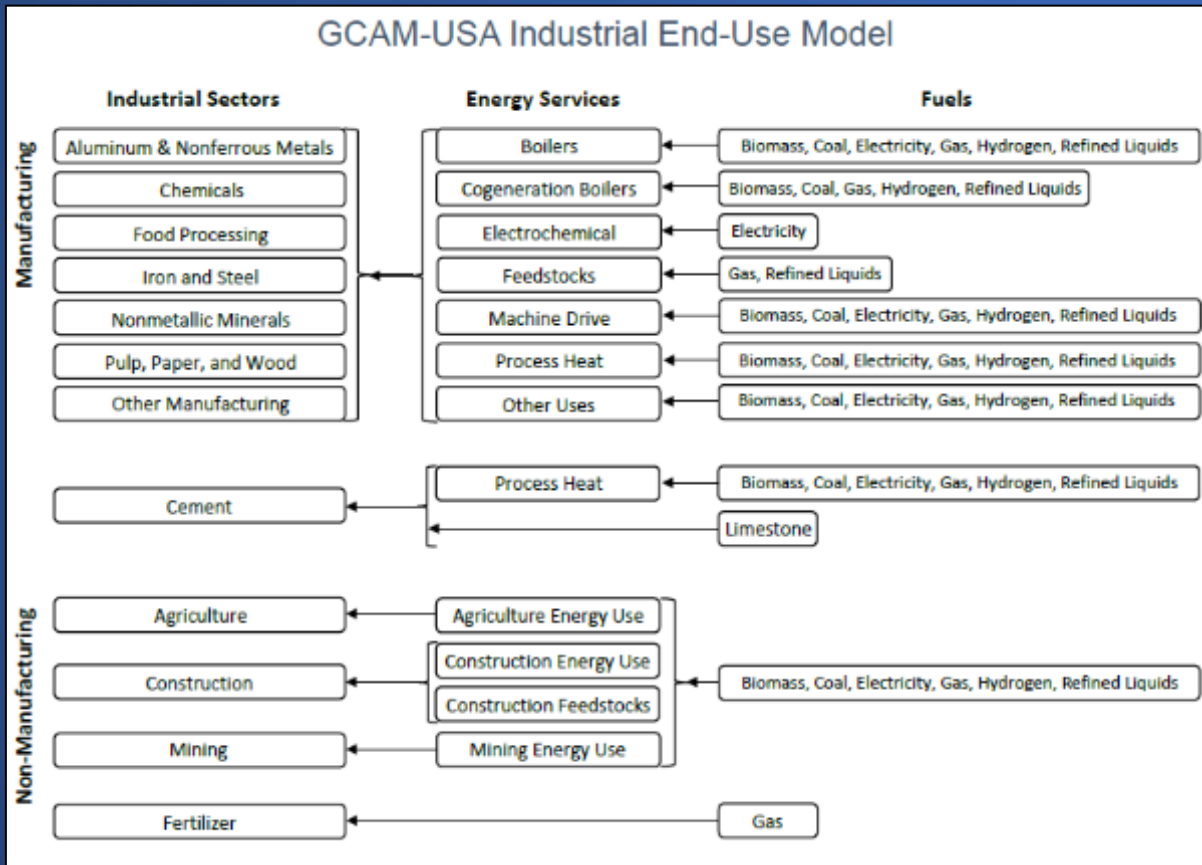 GCAM-USA Industrial End-Use Model
Industrial Sectors
Energy Services
Fuels
Manufacturing
Aluminum & Nonferrous Metals
Boilers
Biomass, Coal, Electricity, Gas, Hydrogen, Refined Liquids
Chemicals
Cogeneration Boilers
Biomass, Coal, Gas, Hydrogen, Refined Liquids
Food Processing
Electrochemical
Electricity
Iron and Steel
Feedstocks
Gas, Refined Liquids
Nonmetallic Minerals
Machine Drive
Biomass, Coal, Electricity, Gas, Hydrogen, Refined Liquids
Pulp, Paper, and Wood
Process Heat
Biomass, Coal, Electricity, Gas, Hydrogen, Refined Liquids
Other Manufacturing
Other Uses
Biomass, Coal, Electricity, Gas, Hydrogen, Refined Liquids
Cement
Process Heat
Biomass, Coal, Electricity, Gas, Hydrogen, Refined Liquids
Limestone
Non-Manufacturing
Agriculture
Agriculture Energy Use
Construction
Construction Energy Use
Construction Feedstocks
Biomass, Coal, Electricity, Gas, Hydrogen, Refined Liquids
Mining
Mining Energy Use
Fertilizer
Gas